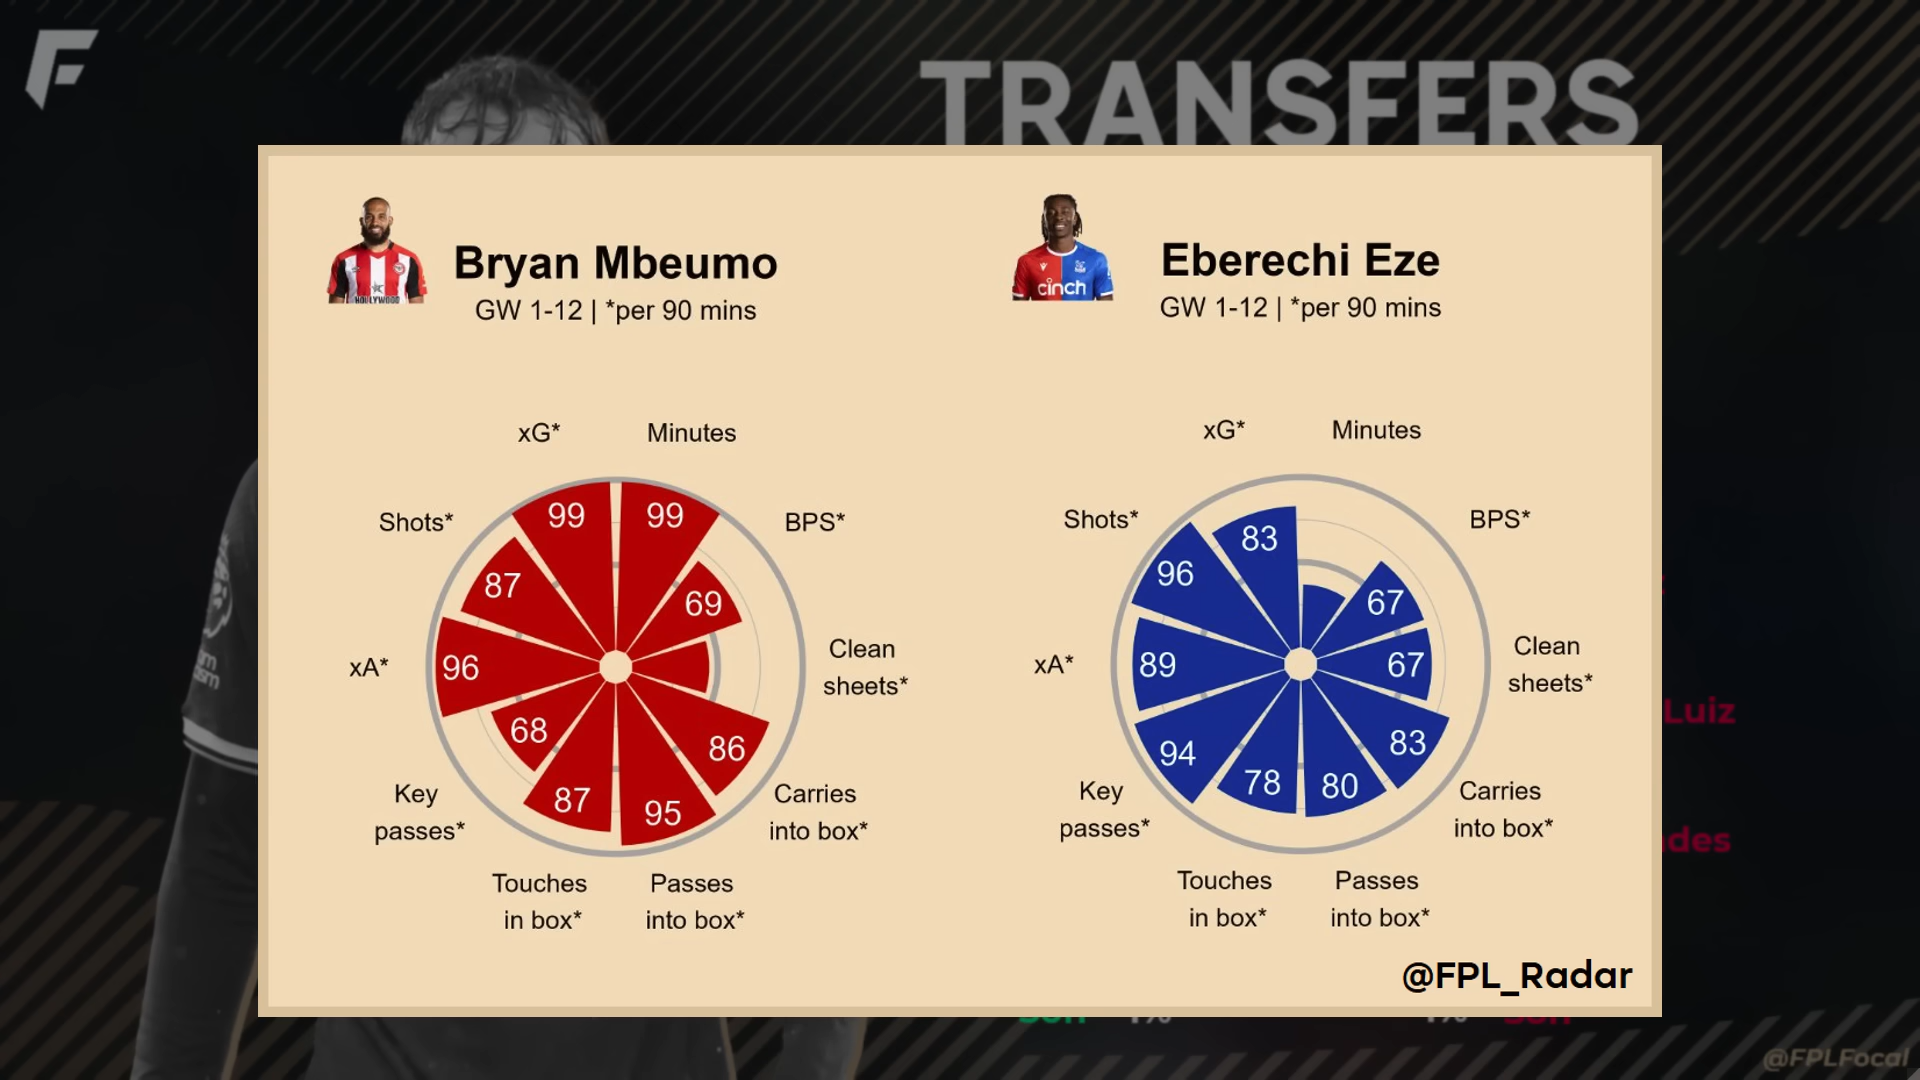 TRANSFERS
Bryan Mbeumo
GW 1-12 | *per 90 mins
xG*
Minutes
Shots*
BPS*
99
99
87
69
xA*
96
Clean
sheets*
68
86
87
95
Key
passes*
Carries
into box*
Touches
in box*
Passes
into box*
HOLLYWOOD
Eberechi Eze
GW 1-12 | *per 90 mins
cinch
xG*
Minutes
Shots*
BPS*
83
96
67
xA*
89
67
Clean
sheets*
94
83
78
80
Key
passes*
Carries
into box*
Touches
in box*
Passes
into box*
@FPL_Radar
Luiz
@FPLFocal